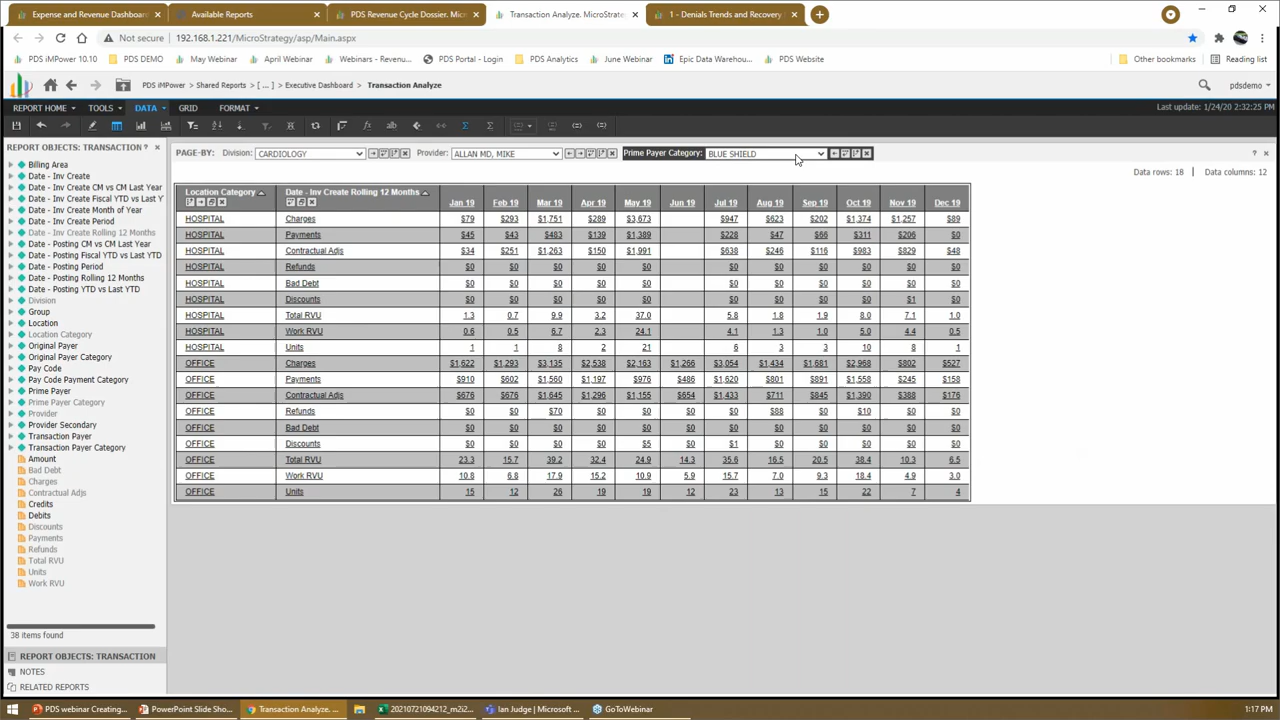 Expense and Revenue Dashboard
Available Reports
PDS Revenue Cycle Dossier. Micr
Transaction Analyze. MicroStrate
1 - Denials Trends and Recovery.
Not secure
192.168.1.221/MicroStrategy/asp/Main.aspx
PDS iMPower 10.10
PDS DEMO
May Webinar
April Webinar
Webinars - Revenu...
PDS Portal - Login
PDS Analytics
June Webinar
Epic Data Warehou...
PDS Website
Other bookmarks
Reading list
PDS iMPower > Shared Reports > [ ... ] > Executive Dashboard > Transaction Analyze
pdsdemo
REPORT HOME TOOLS DATA GRID FORMAT
Last update: 1/24/20 2:32:25 PM
REPORT OBJECTS: TRANSACTION ?
PAGE-BY: Division: CARDIOLOGY Provider: ALLAN MD, MIKE Prime Payer Category: BLUE SHIELD
Data rows: 18 | Data columns: 12
Billing Area
Date - Inv Create
Date - Inv Create CM vs CM Last Year
Date - Inv Create Fiscal YTD vs Last Y
Date - Inv Create Month of Year
Date - Inv Create Period
Date - Inv Create Rolling 12 Months
Date - Posting CM vs CM Last Year
Date - Posting Fiscal YTD vs Last YTD
Date - Posting Period
Date - Posting Rolling 12 Months
Date - Posting YTD vs Last YTD
Division
Group
Location
Location Category
Original Payer
Original Payer Category
Pay Code
Pay Code Payment Category
Prime Payer
Prime Payer Category
Provider
Provider Secondary
Transaction Payer
Transaction Payer Category
Amount
Bad Debt
Charges
Contractual Adjs
Credits
Debits
Discounts
Payments
Refunds
Total RVU
Units
Work RVU
38 items found
REPORT OBJECTS: TRANSACTION
NOTES
RELATED REPORTS
Location Category Date - Inv Create Rolling 12 Months Jan 19 Feb 19 Mar 19 Apr 19 May 19 Jun 19 Jul 19 Aug 19 Sep 19 Oct 19 Nov 19 Dec 19
HOSPITAL Charges $79 $293 $1,751 $289 $3,673 $947 $623 $202 $1,374 $1,257 $89
HOSPITAL Payments $45 $43 $483 $139 $1,389 $228 $47 $66 $311 $206 $0
HOSPITAL Contractual Adjs $34 $251 $1,263 $150 $1,991 $638 $246 $116 $983 $829 $48
HOSPITAL Refunds $0 $0 $0 $0 $0 $0 $0 $0 $0 $0 $0
HOSPITAL Bad Debt $0 $0 $0 $0 $0 $0 $0 $0 $0 $0 $0
HOSPITAL Discounts $0 $0 $0 $0 $0 $0 $0 $0 $0 $1 $0
HOSPITAL Total RVU 1.3 0.7 9.9 3.2 37.0 5.8 1.8 1.9 8.0 7.1 1.0
HOSPITAL Work RVU 0.6 0.5 6.7 2.3 24.1 4.1 1.3 1.0 5.0 4.4 0.5
HOSPITAL Units 1 1 8 2 21 6 3 3 10 8 1
OFFICE Charges $1,622 $1,293 $3,135 $2,538 $2,163 $1,266 $3,054 $1,434 $1,681 $2,968 $802 $527
OFFICE Payments $910 $602 $1,560 $1,197 $976 $486 $1,620 $801 $891 $1,558 $245 $158
OFFICE Contractual Adjs $676 $676 $1,645 $1,296 $1,155 $654 $1,433 $711 $845 $1,390 $388 $176
OFFICE Refunds $0 $0 $70 $0 $0 $0 $0 $88 $0 $10 $0 $0
OFFICE Bad Debt $0 $0 $0 $0 $0 $0 $0 $0 $0 $0 $0 $0
OFFICE Discounts $0 $0 $0 $0 $5 $0 $1 $0 $0 $0 $0 $0
OFFICE Total RVU 23.3 15.7 39.2 32.4 24.9 14.3 35.6 16.5 20.5 38.4 10.3 6.5
OFFICE Work RVU 10.8 6.8 17.9 15.2 10.9 5.9 15.7 7.0 9.3 18.4 4.9 3.0
OFFICE Units 15 12 26 19 19 12 23 13 15 22 7 4
PDS webinar Creating...
PowerPoint Slide Sho...
Transaction Analyze. ...
20210721094212_m2i2...
Ian Judge | Microsoft ...
GoToWebinar
1:17 PM